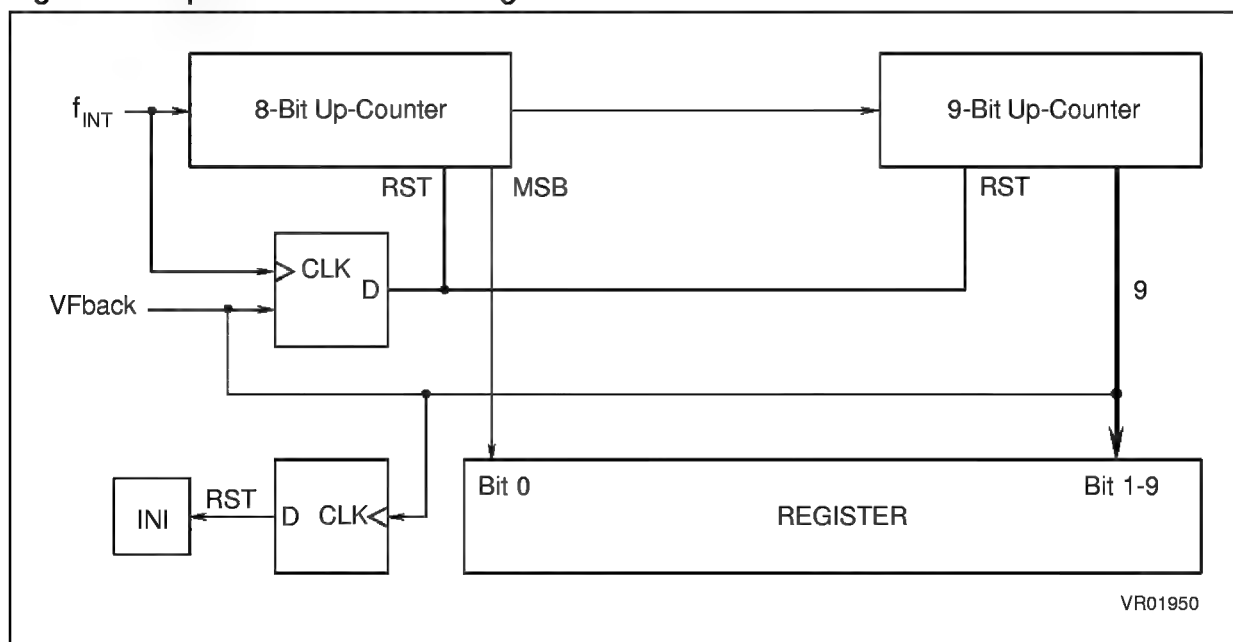 8-Bit Up-Counter
9-Bit Up-Counter
f_INT
RST
MSB
RST
CLK
D
VFback
9
Bit 0
Bit 1-9
INI
RST
D
CLK
REGISTER
VR01950